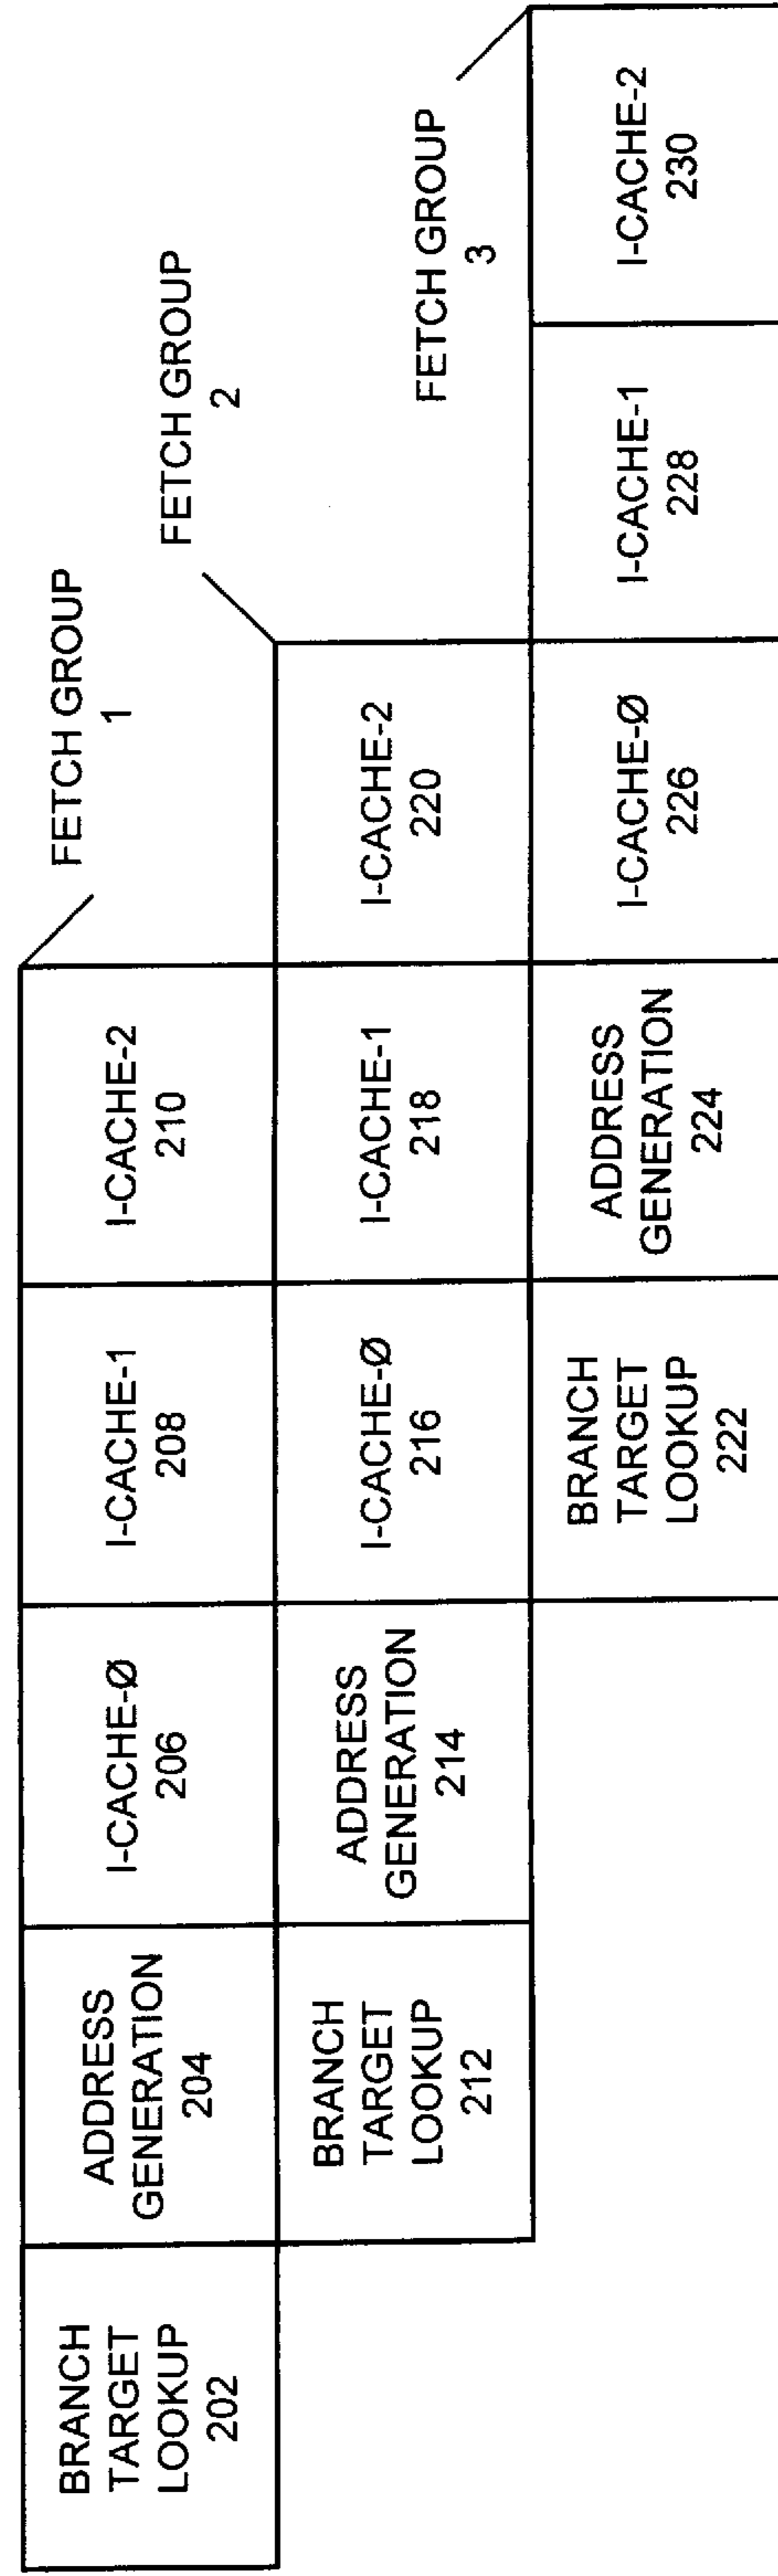 FETCH GROUP
1
BRANCH
TARGET
LOOKUP
202
ADDRESS
GENERATION
204
I-CACHE-Ø
206
I-CACHE-1
208
I-CACHE-2
210
FETCH GROUP
2
BRANCH
TARGET
LOOKUP
212
ADDRESS
GENERATION
214
I-CACHE-Ø
216
I-CACHE-1
218
I-CACHE-2
220
FETCH GROUP
3
BRANCH
TARGET
LOOKUP
222
ADDRESS
GENERATION
224
I-CACHE-Ø
226
I-CACHE-1
228
I-CACHE-2
230